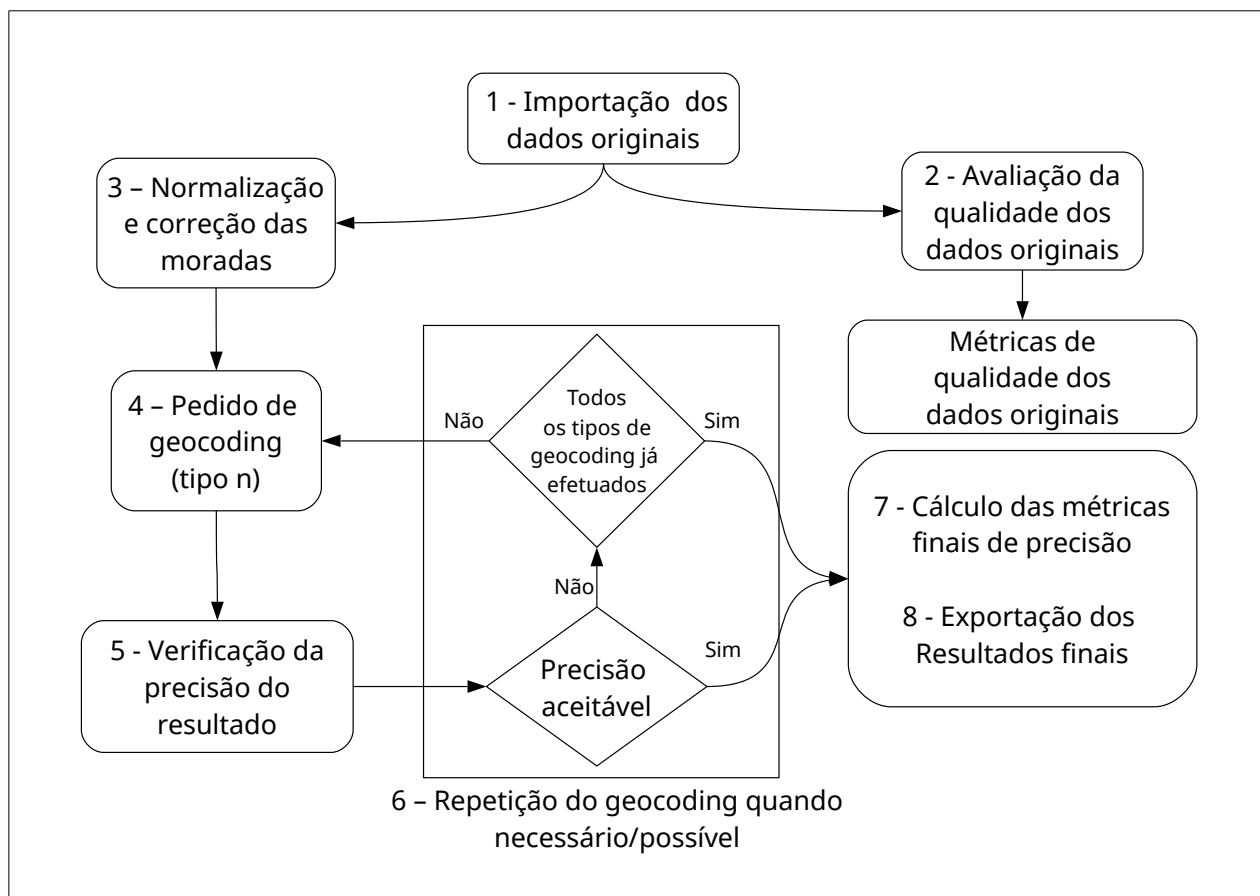 1 - Importação  dos
dados originais
3 – Normalização
e correção das
moradas
2 - Avaliação da
qualidade dos
dados originais
Métricas de
qualidade dos
dados originais
4 – Pedido de
geocoding
(tipo n)
Não
Todos
os tipos de
geocoding já
efetuados
Sim
7 - Cálculo das métricas
finais de precisão
8 - Exportação dos
Resultados finais
Não
5 - Verificação da
precisão do
resultado
Precisão
aceitável
Sim
6 – Repetição do geocoding quando
necessário/possível